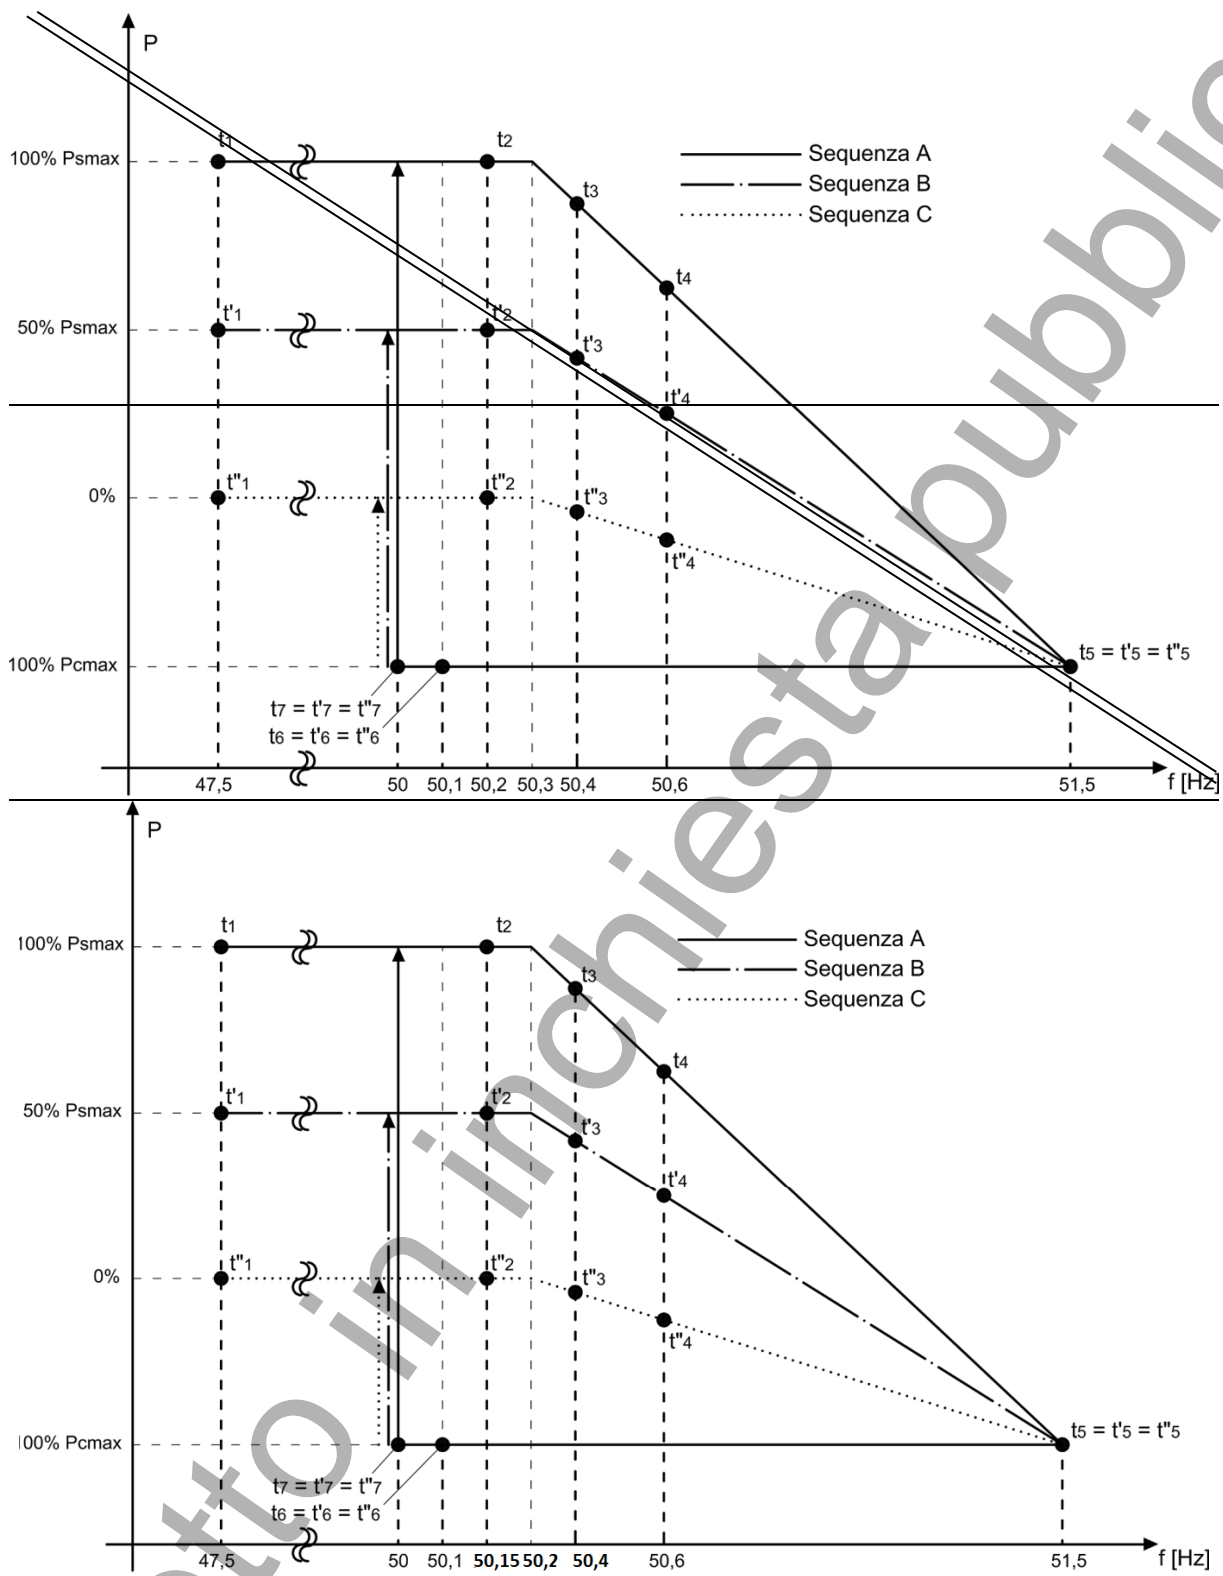 P
t1
t2
100% Psmax
Sequenza A
Sequenza B
Sequenza C
t3
t4
50% Psmax
t'1
t'2
t'3
t'4
0%
t"1
t"2
t"3
t"4
100% Pcmax
t5 = t'5 = t"5
t7 = t'7 = t"7
t6 = t'6 = t"6
47,5
50
50,1
50,2
50,3
50,4
50,6
51,5
f [Hz]
P
t1
t2
100% Psmax
Sequenza A
Sequenza B
Sequenza C
t3
t4
50% Psmax
t'1
t'2
t'3
t'4
0%
t"1
t"2
t"3
t"4
100% Pcmax
t5 = t'5 = t"5
t7 = t'7 = t"7
t6 = t'6 = t"6
47,5
50
50,1
50,15
50,2
50,4
50,6
51,5
f [Hz]
etto in inchiesta pubblic